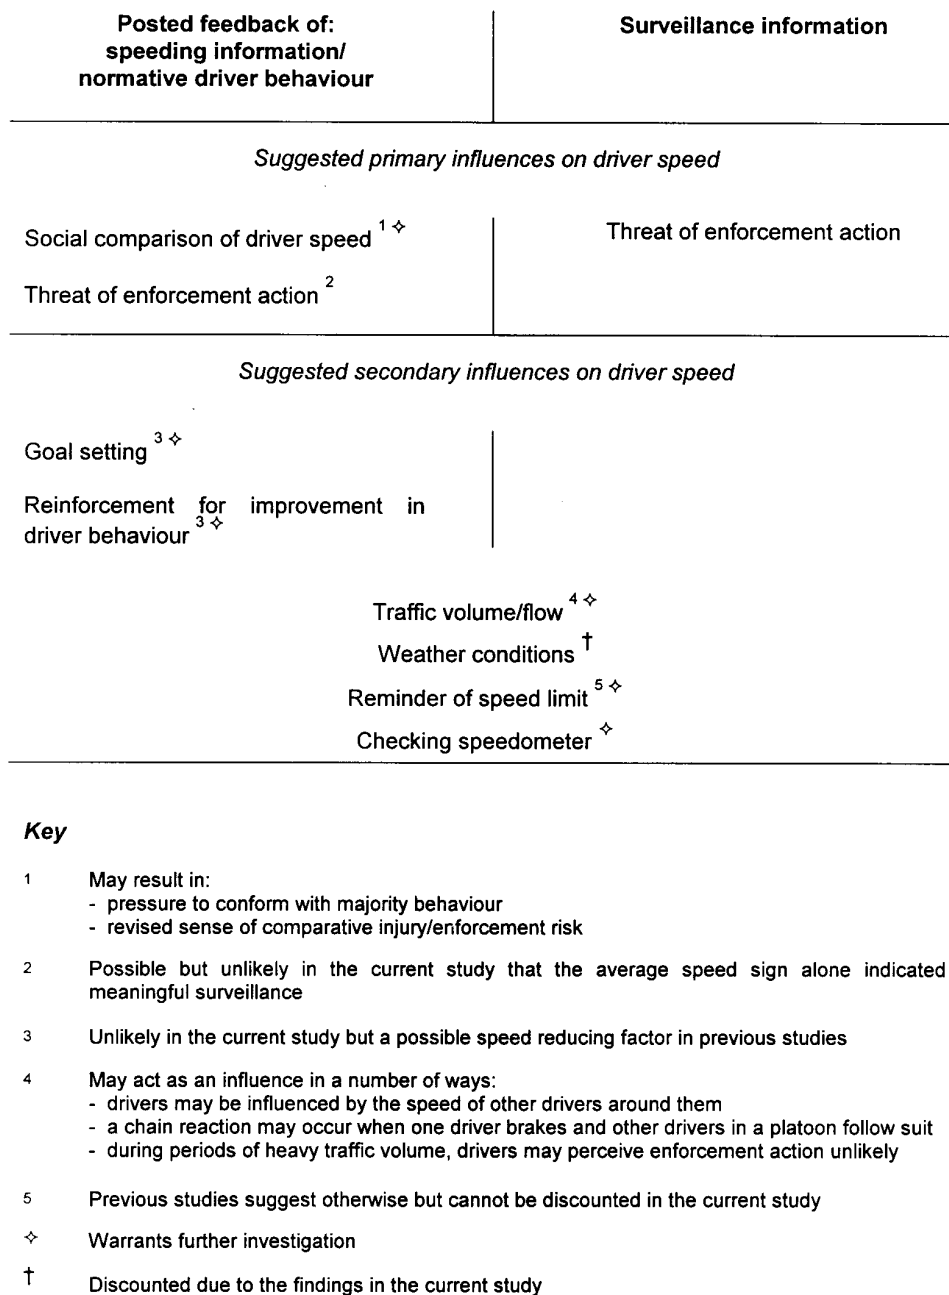 Posted feedback of:
speeding information/
normative driver behaviour
Surveillance information
Suggested primary influences on driver speed
Social comparison of driver speed 1 ✧
Threat of enforcement action 2
Threat of enforcement action
Suggested secondary influences on driver speed
Goal setting 3 ✧
Reinforcement for improvement in
driver behaviour 3 ✧
Traffic volume/flow 4 ✧
Weather conditions †
Reminder of speed limit 5 ✧
Checking speedometer ✧
Key
1 May result in:
- pressure to conform with majority behaviour
- revised sense of comparative injury/enforcement risk
2 Possible but unlikely in the current study that the average speed sign alone indicated
meaningful surveillance
3 Unlikely in the current study but a possible speed reducing factor in previous studies
4 May act as an influence in a number of ways:
- drivers may be influenced by the speed of other drivers around them
- a chain reaction may occur when one driver brakes and other drivers in a platoon follow suit
- during periods of heavy traffic volume, drivers may perceive enforcement action unlikely
5 Previous studies suggest otherwise but cannot be discounted in the current study
✧ Warrants further investigation
† Discounted due to the findings in the current study